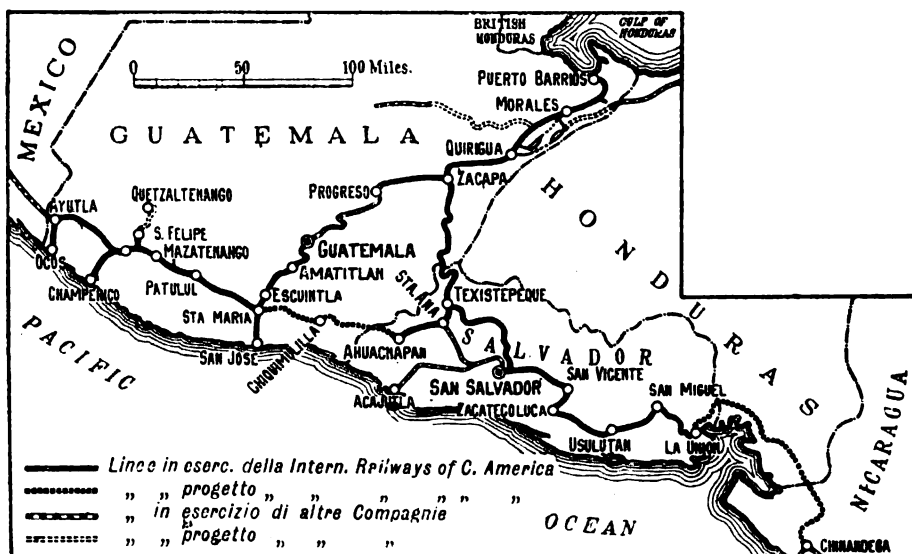 BRITISH
HONDURAS
GULF OF
HONDURAS
0 50 100 Miles.
PUERTO BARRIOS
MORALES
MEXICO
GUATEMALA
QUIRIGUA
ZACAPA
PROGRESO
QUETZALTENANGO
AYUTLA
S. FELIPE
MAZATENANGO
GUATEMALA
HONDURAS
OCOS
AMATITLAN
CHAMPERICO
PATULUL
ESCUINTLA
STA. ANA
TEXISTEPEQUE
STA MARIA
CHIQUIMULILLA
AHUACHAPAN
SALVADOR
SAN JOSÉ
PACIFIC
SAN VICENTE
SAN SALVADOR
SAN MIGUEL
ACAJUTLA
ZACATECOLUCA
USULUTAN
LA UNION
NICARAGUA
Linee in eserc. della Intern. Railways of C. America
„ „ progetto „ „ „ „ „ „
„ in esercizio di altre Compagnie
„ „ progetto „ „ „
OCEAN
CHINANDEGA